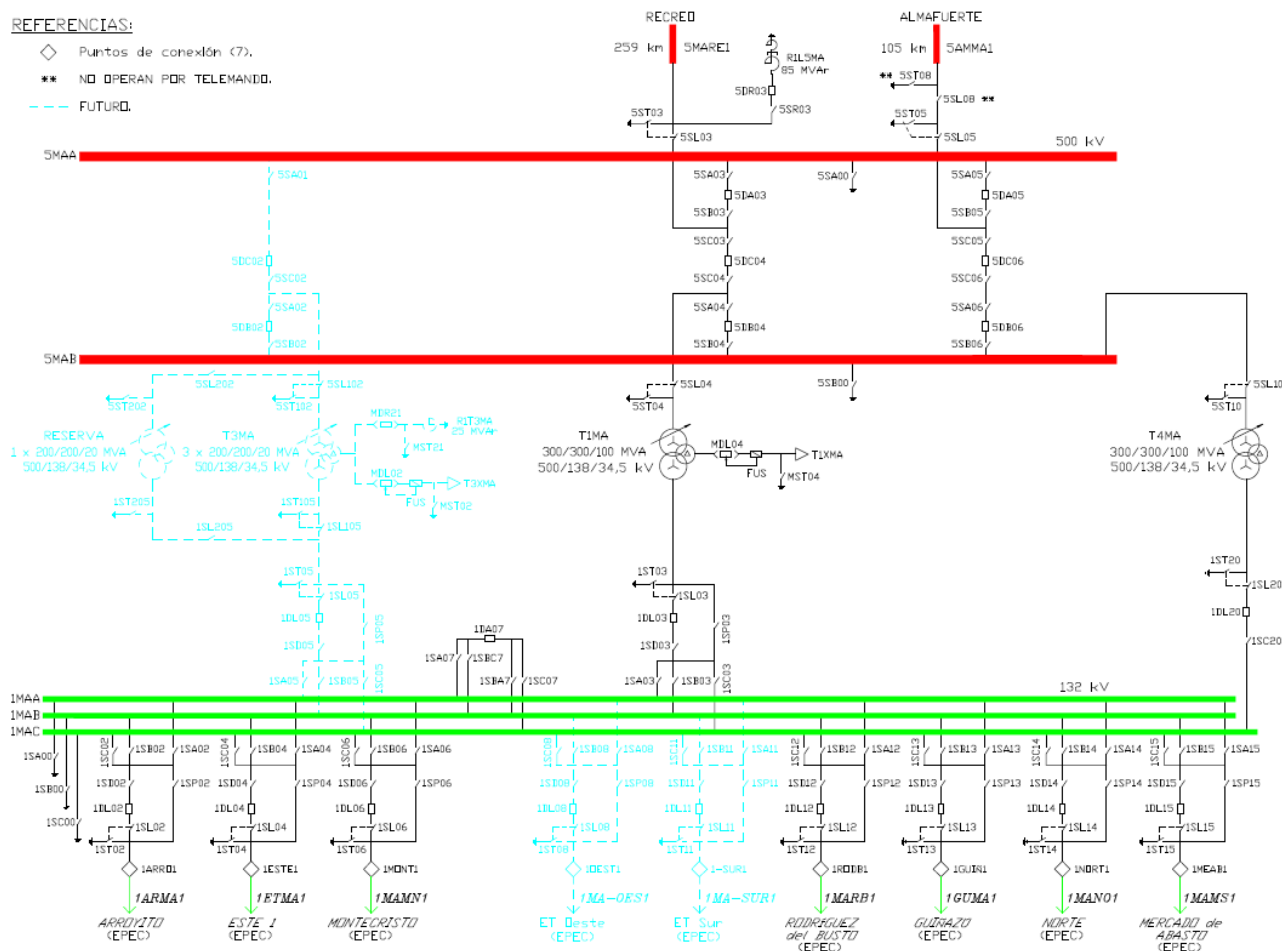 REFERENCIAS:
Puntos de conexión (7).
** NO OPERAN POR TELEMANDO.
FUTURO.
RECREO
259 km 5MARE1
R1L5MA
85 MVAr
5DR03
5SR03
5ST03
5SL03
ALMAFUERTE
105 km 5AMMA1
** 5ST08
5SL08 **
5ST05
5SL05
500 kV
5MAA
5SA01
5DC02
5SC02
5SA02
5DB02
5SB02
5SA03
5DA03
5SB03
5SC03
5DC04
5SC04
5SA04
5DB04
5SB04
5SA00
5SA05
5DA05
5SB05
5SC05
5DC06
5SC06
5SA06
5DB06
5SB06
5MAB
5SL202
5ST202
5SL102
5ST102
5SL04
5ST04
5SB00
5SL10
5ST10
RESERVA
1 x 200/200/20 MVA
500/138/34,5 kV
T3MA
3 x 200/200/20 MVA
500/138/34,5 kV
MDR21
R1T3MA
25 MVAr
MST21
MDL02
T3XMA
FUS
MST02
T1MA
300/300/100 MVA
500/138/34,5 kV
MDL04
T1XMA
FUS
MST04
T4MA
300/300/100 MVA
500/138/34,5 kV
1ST205
1SL205
1ST105
1SL105
1ST05
1SL05
1DL05
1SP05
1SD05
1SA05
1SB05
1SC05
1DA07
1SA07
1SBC7
1SBA7
1SC07
1ST03
1SL03
1DL03
1SP03
1SD03
1SA03
1SB03
1SC03
1ST20
1SL20
1DL20
1SC20
132 kV
1MAA
1MAB
1MAC
1SA00
1SB00
1SC00
1SC02 1SB02 1SA02
1SD02 1SP02
1DL02
1SL02
1ST02
1ARRO1
1ARMA1
ARROYITO
(EPEC)
1SC04 1SB04 1SA04
1SD04 1SP04
1DL04
1SL04
1ST04
1ESTE1
1ETMA1
ESTE 1
(EPEC)
1SC06 1SB06 1SA06
1SD06 1SP06
1DL06
1SL06
1ST06
1MONT1
1MAMN1
MONTECRISTO
(EPEC)
1SB08
1SP08
1DL08
1SL08
1ST08
1OEST1
1MA-OES1
ET Oeste
(EPEC)
1SC11 1SB11 1SA11
1SD11 1SP11
1DL11
1SL11
1ST11
1-SUR1
1MA-SUR1
ET Sur
(EPEC)
1SC12 1SB12 1SA12
1SD12 1SP12
1DL12
1SL12
1ST12
1RODB1
1MARB1
RODRIGUEZ
del BUSTO
(EPEC)
1SC13 1SB13 1SA13
1SD13 1SP13
1DL13
1SL13
1ST13
1GUIÑ1
1GUMA1
GUIÑAZO
(EPEC)
1SC14 1SB14 1SA14
1SD14 1SP14
1DL14
1SL14
1ST14
1NORT1
1MANO1
NORTE
(EPEC)
1SC15 1SB15 1SA15
1SD15 1SP15
1DL15
1SL15
1ST15
1MEAB1
1MAMS1
MERCADO de
ABASTO
(EPEC)